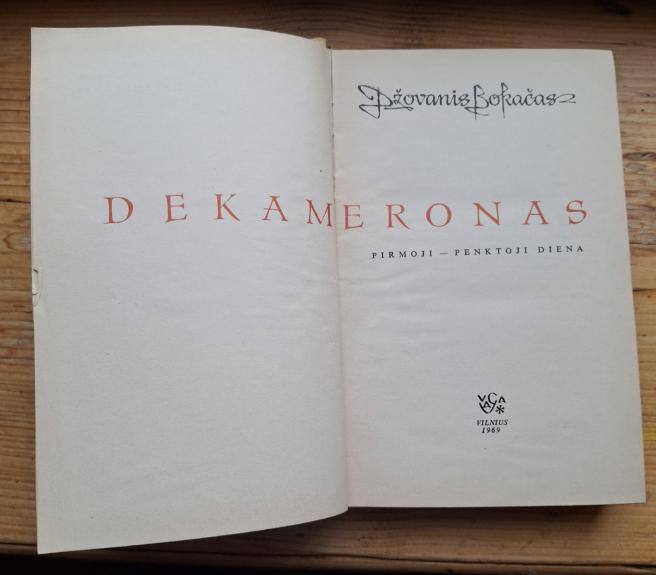 Džovanis Bokačas
DEKAMERONAS
PIRMOJI — PENKTOJI DIENA
VAGA
VILNIUS
1969